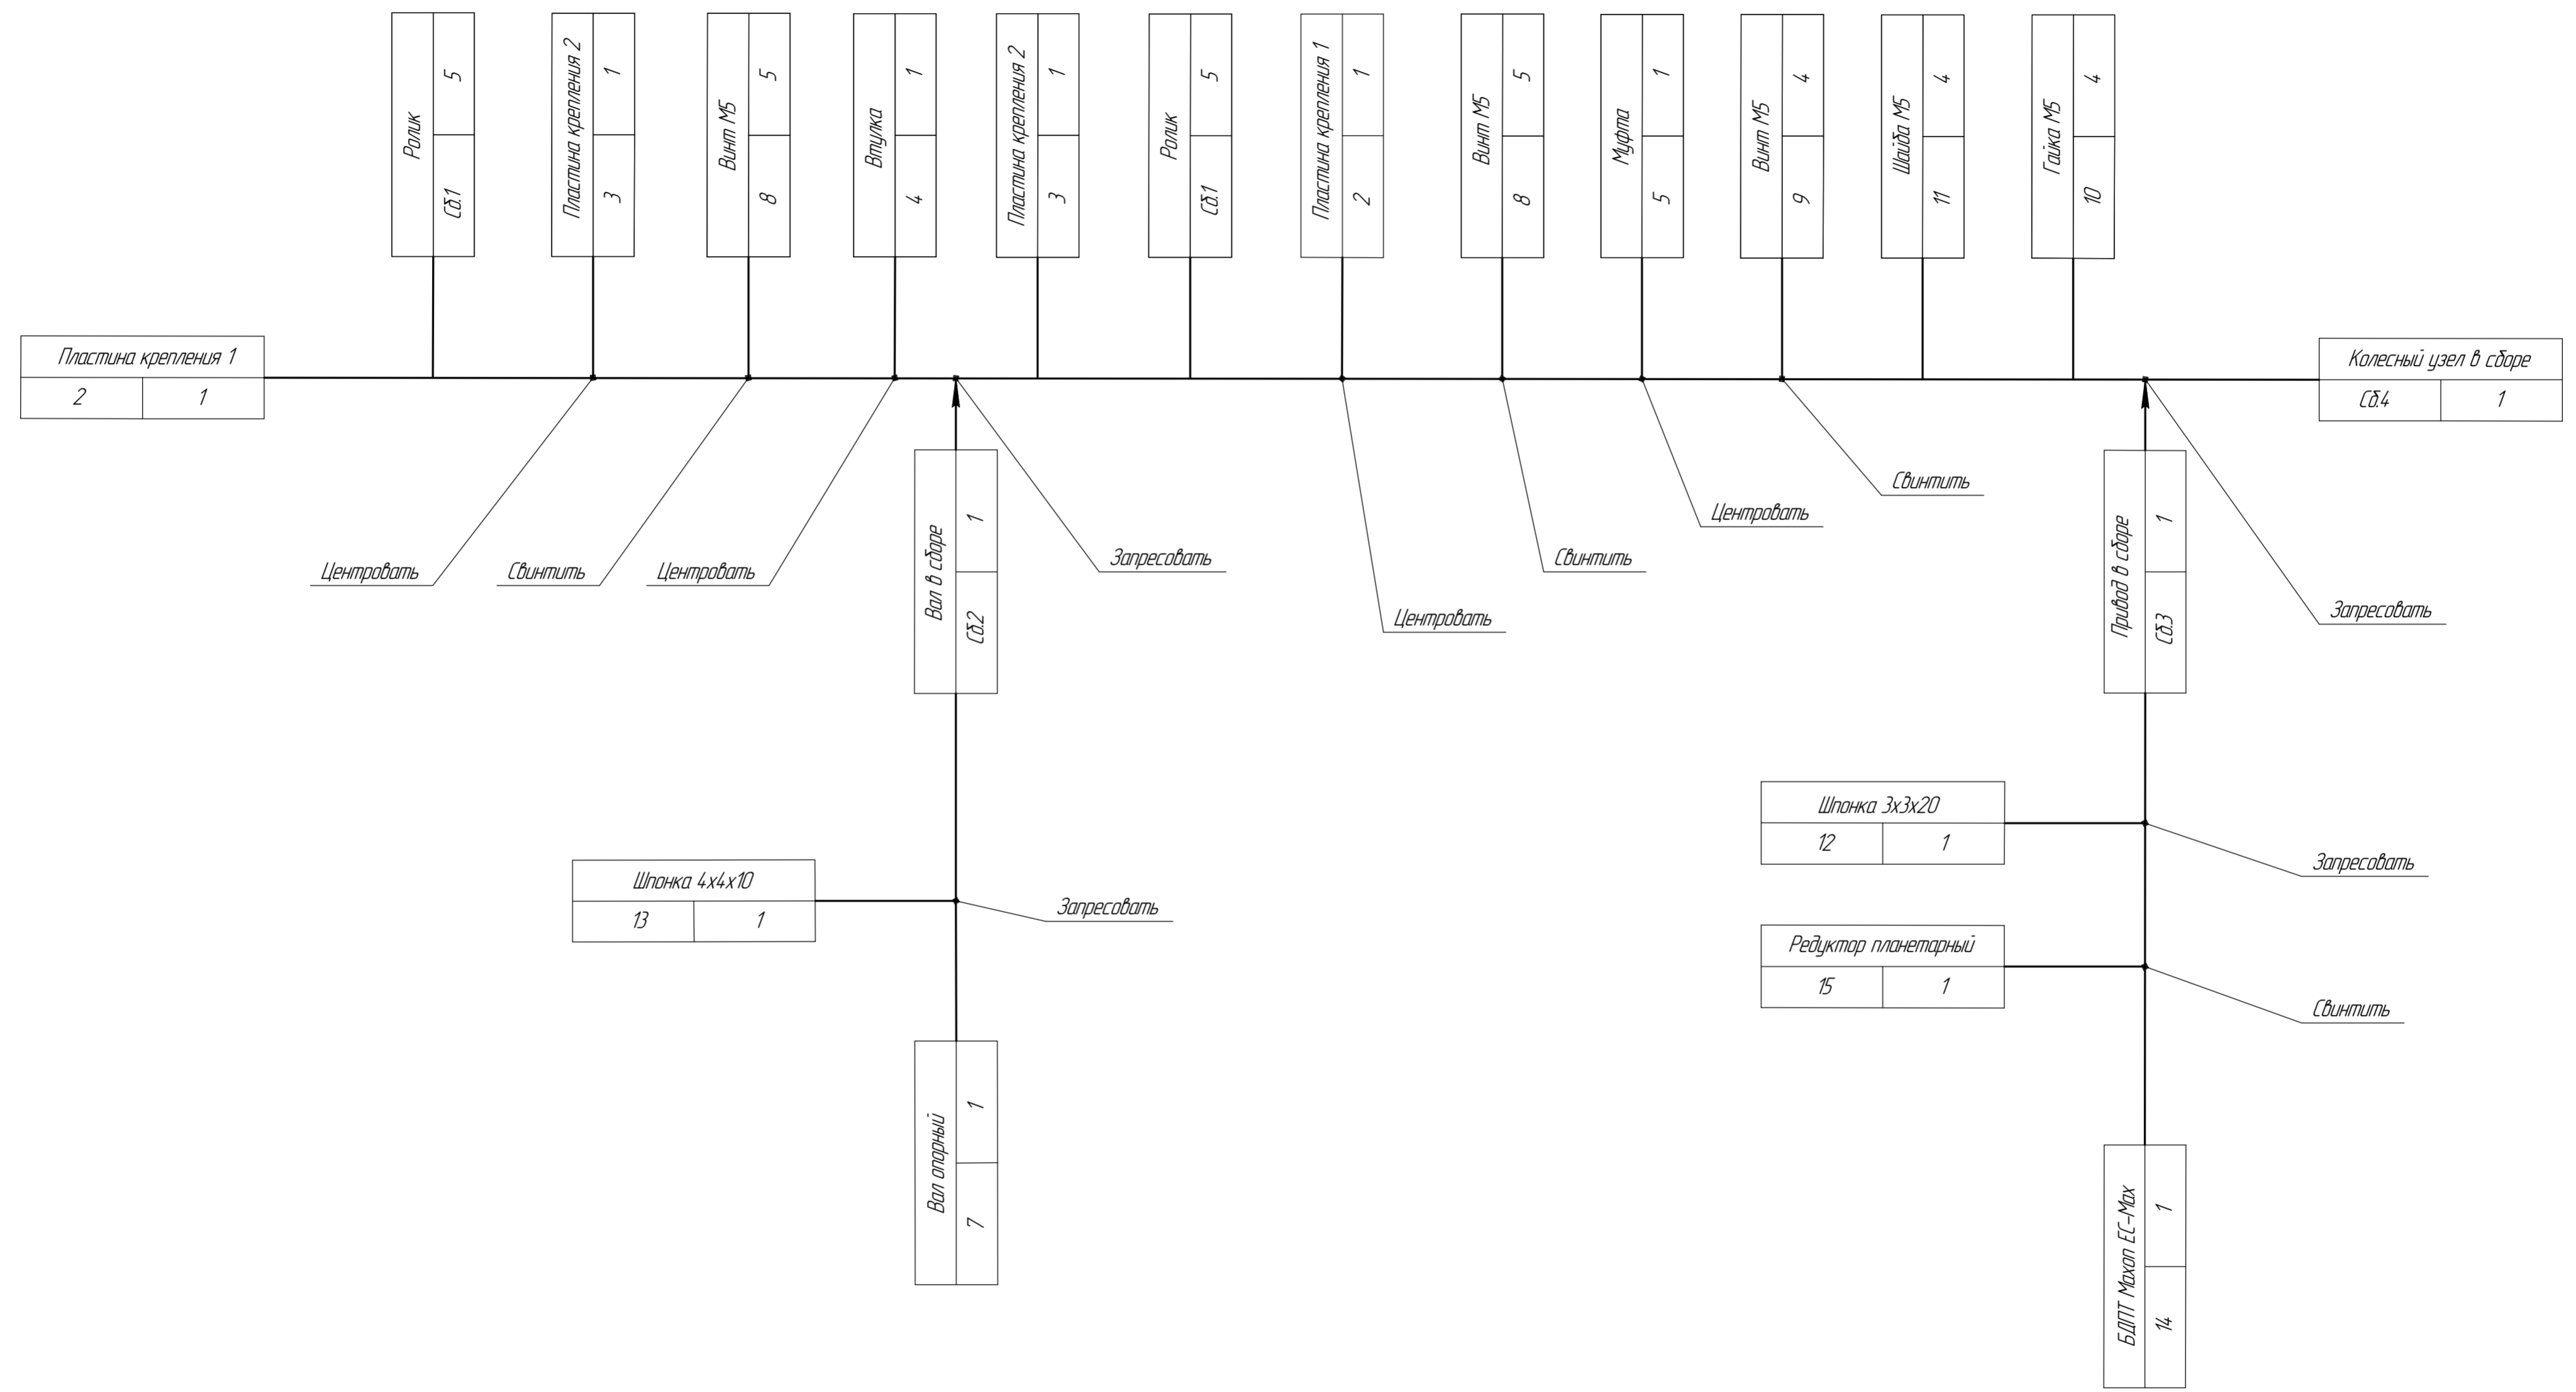 Ролик
5
Сб.1
Пластина крепления 2
1
3
Винт М5
5
8
Втулка
1
4
Пластина крепления 2
1
3
Ролик
5
Сб.1
Пластина крепления 1
1
2
Винт М5
5
8
Муфта
1
5
Винт М5
4
9
Шайба М5
4
11
Гайка М5
4
10
Пластина крепления 1
2
1
Колесный узел в сборе
Сб.4
1
Центровать
Свинтить
Центровать
Запресовать
Центровать
Свинтить
Центровать
Свинтить
Запресовать
Вал в сборе
1
Сб.2
Привод в сборе
1
Сб.3
Шпонка 4х4х10
13
1
Запресовать
Шпонка 3х3х20
12
1
Запресовать
Редуктор планетарный
15
1
Свинтить
Вал опорный
1
7
БДПТ Maxon EC-Max
1
14